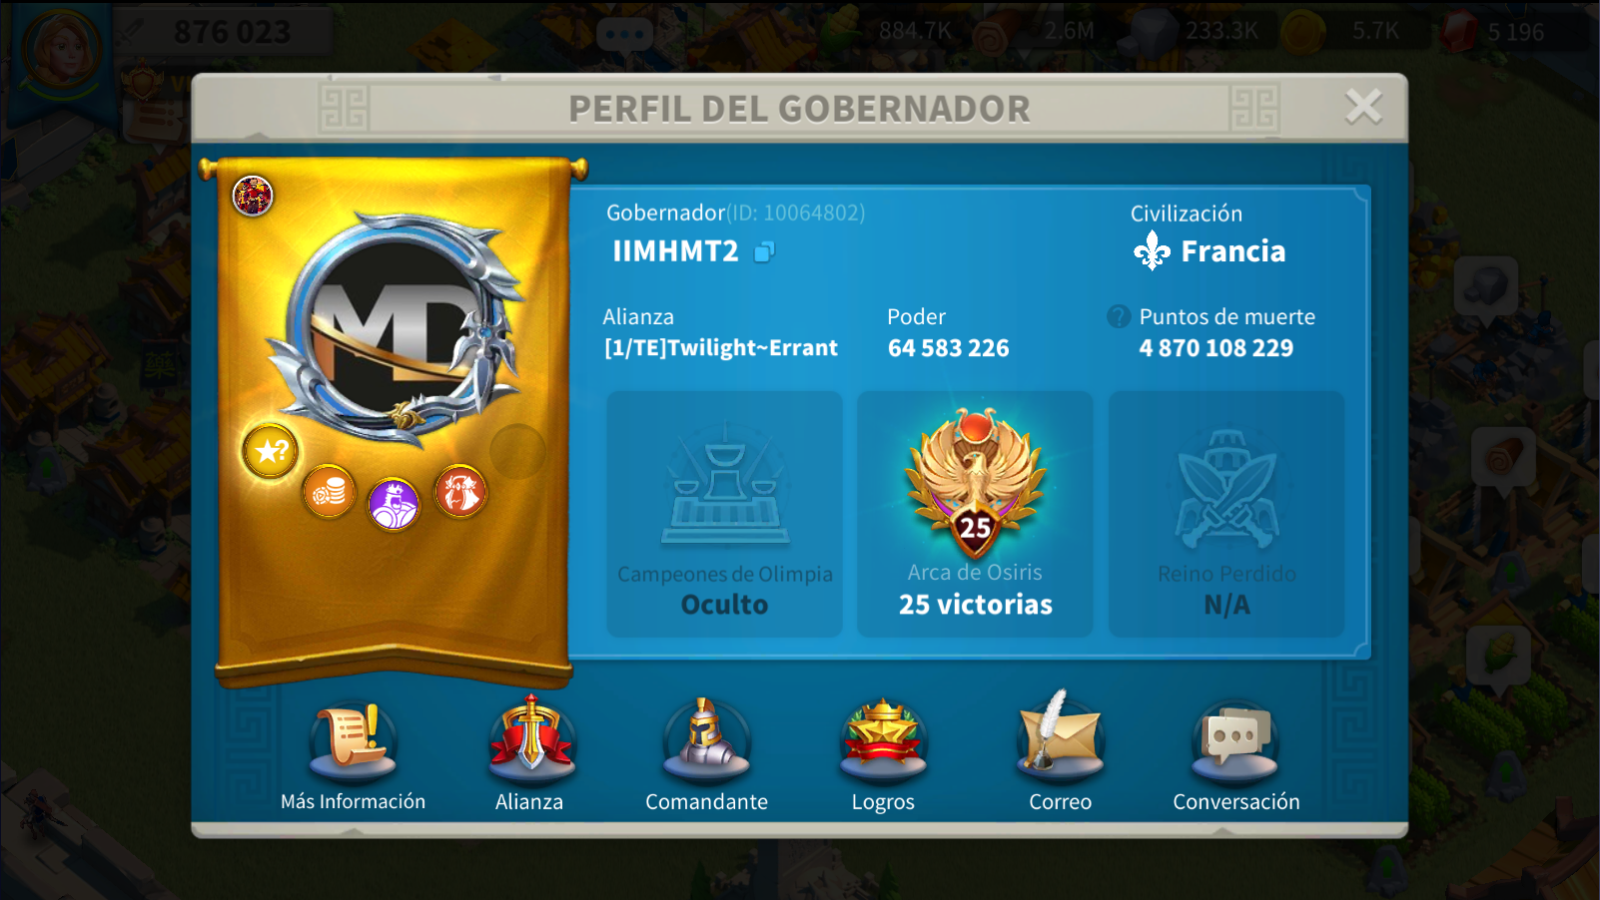 876 023
884.7K
2.6M
233.3K
5.7K
5 196
PERFIL DEL GOBERNADOR
Gobernador(ID: 10064802)
IIMHMT2
Civilización
Francia
Alianza
[1/TE]Twilight~Errant
Poder
64 583 226
? Puntos de muerte
4 870 108 229
MD
?
25
Campeones de Olimpia
Oculto
Arca de Osiris
25 victorias
Reino Perdido
N/A
Más Información
Alianza
Comandante
Logros
Correo
Conversación